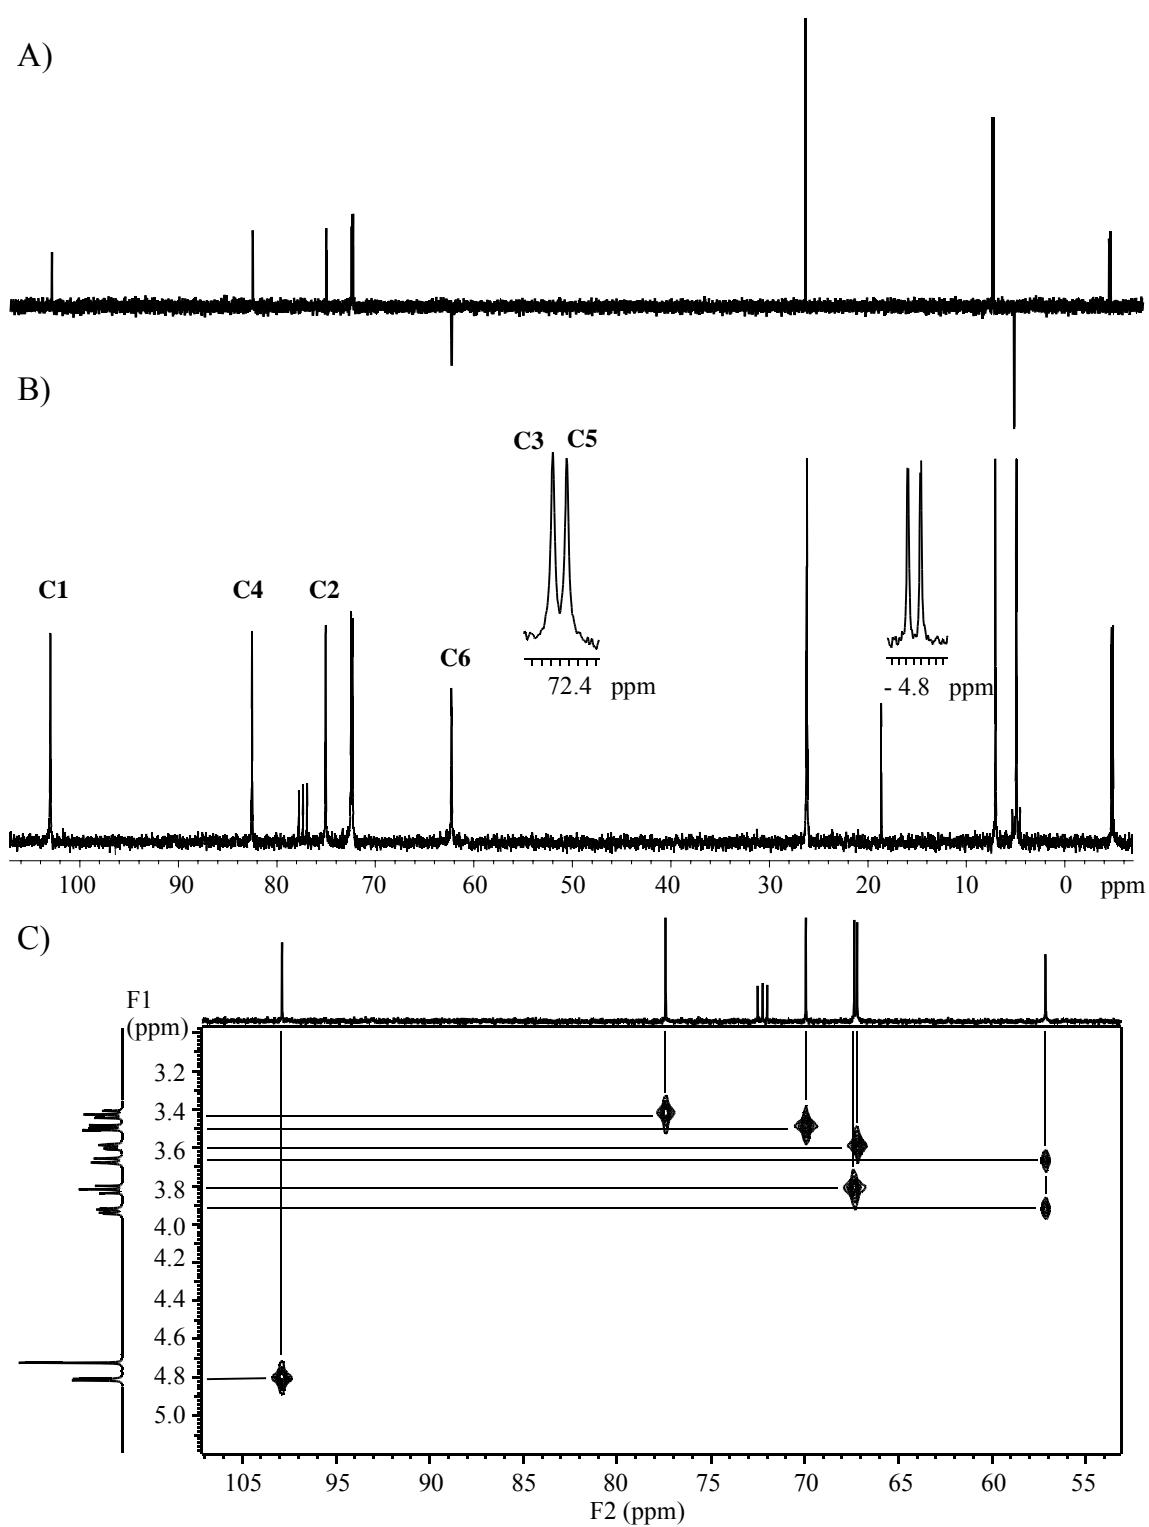 A)
B)
C3 C5
C1 C4 C2
C6
72.4 ppm - 4.8 ppm
100 90 80 70 60 50 40 30 20 10 0 ppm
C)
F1
(ppm)
3.2
3.4
3.6
3.8
4.0
4.2
4.4
4.6
4.8
5.0
105 95 90 85 80 75 70 65 60 55
F2 (ppm)